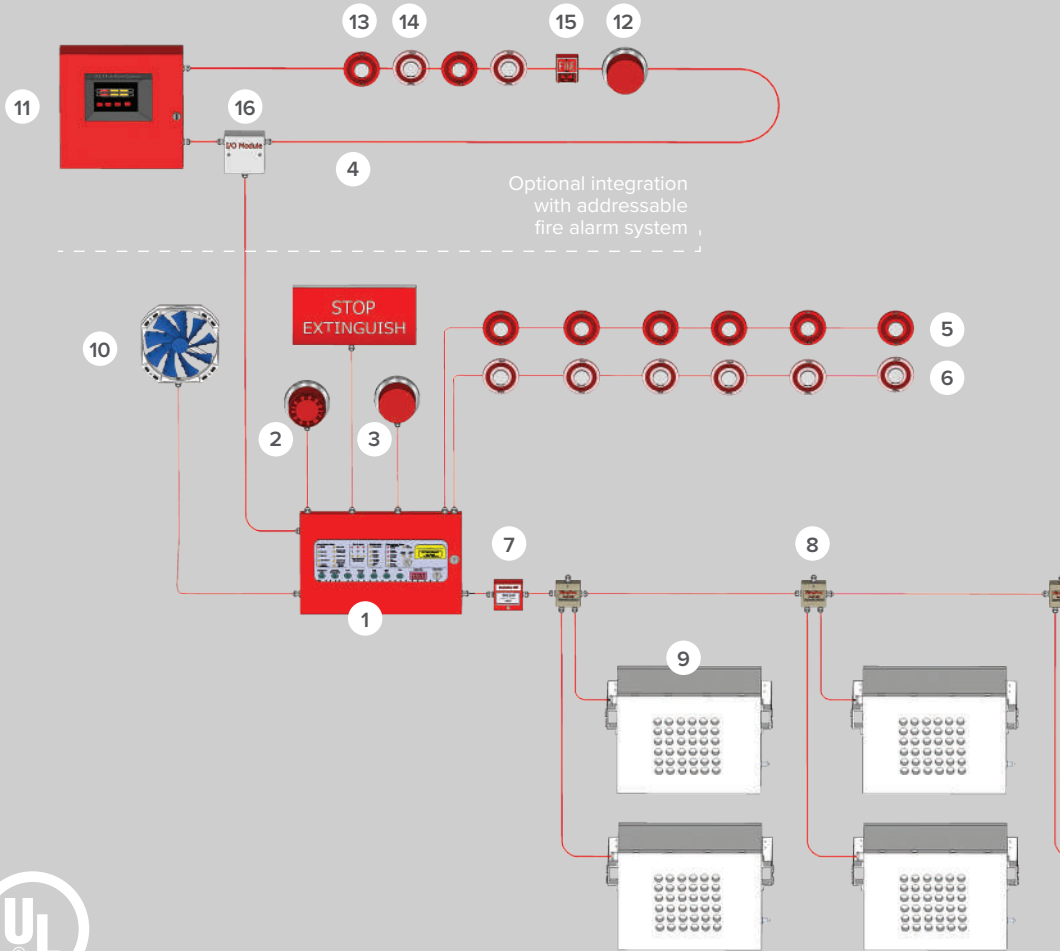 13
14
15
12
FIRE
11
16
I/O Module
4
Optional integration
with addressable
fire alarm system
STOP
EXTINGUISH
10
5
6
2
3
7
8
1
9
UL
®